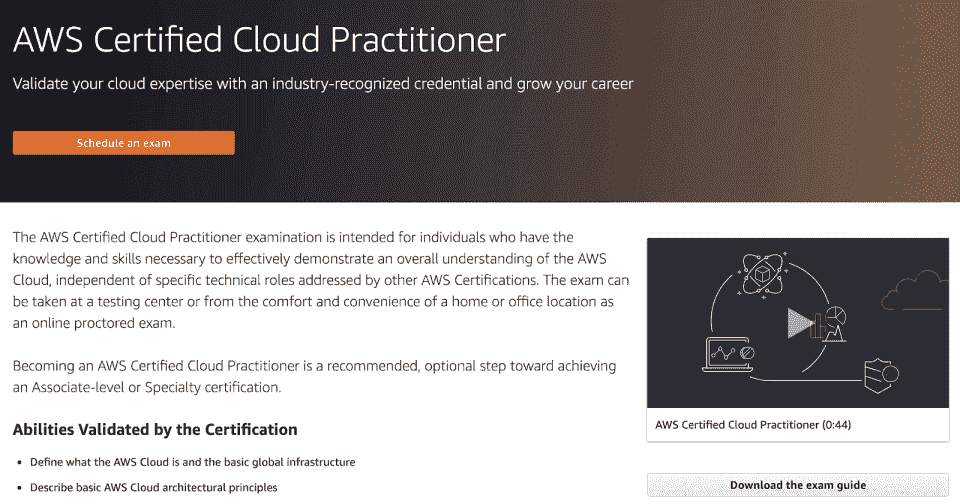 AWS Certified Cloud Practitioner
Validate your cloud expertise with an industry-recognized credential and grow your career
Schedule an exam
The AWS Certified Cloud Practitioner examination is intended for individuals who have the
knowledge and skills necessary to effectively demonstrate an overall understanding of the AWS
Cloud, independent of specific technical roles addressed by other AWS Certifications. The exam can
be taken at a testing center or from the comfort and convenience of a home or office location as
an online proctored exam.
Becoming an AWS Certified Cloud Practitioner is a recommended, optional step toward achieving
an Associate-level or Specialty certification.
Abilities Validated by the Certification
• Define what the AWS Cloud is and the basic global infrastructure
• Describe basic AWS Cloud architectural principles
AWS Certified Cloud Practitioner (0:44)
Download the exam guide